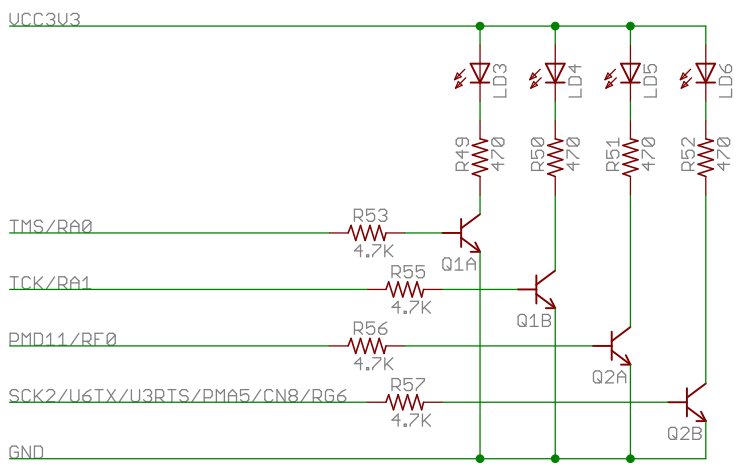 VCC3V3
LD3
LD4
LD5
LD6
R49
470
R50
470
R51
470
R52
470
TMS/RA0
R53
4.7K
Q1A
TCK/RA1
R55
4.7K
Q1B
PMD11/RF0
R56
4.7K
Q2A
SCK2/U6TX/U3RTS/PMA5/CN8/RG6
R57
4.7K
Q2B
GND